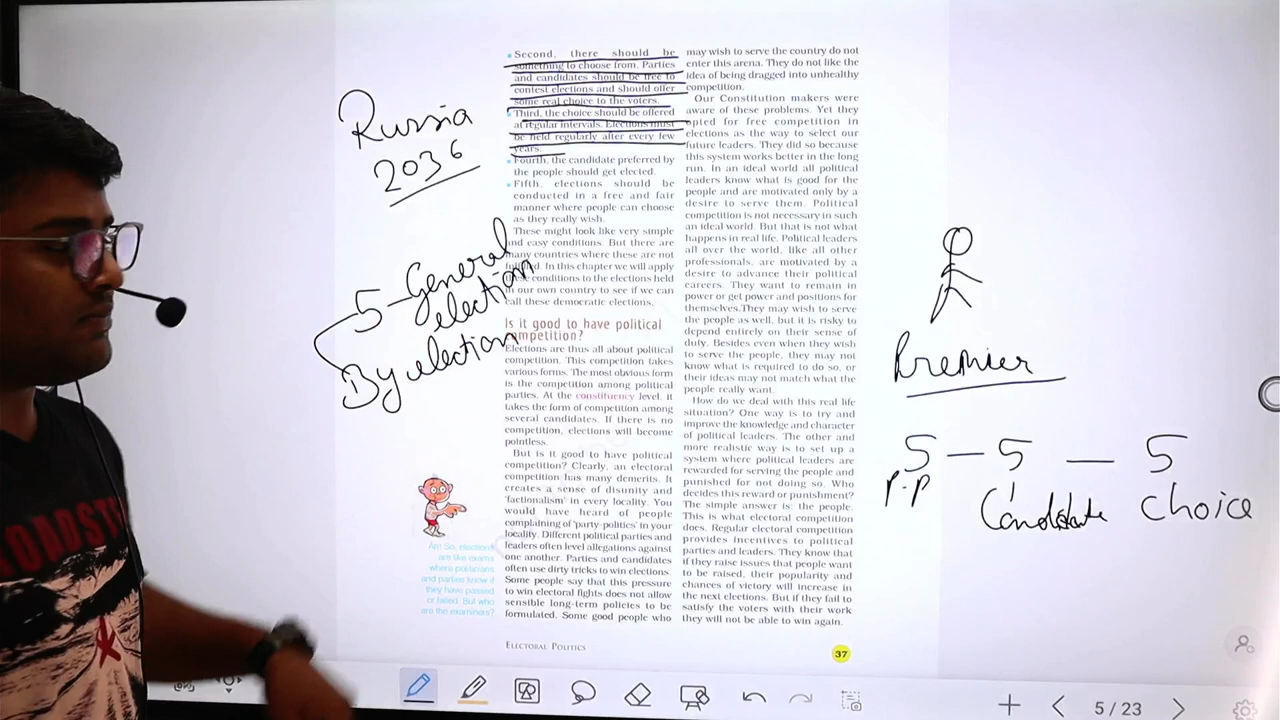 Second, there should be
something to choose from. Parties
and candidates should be free to
contest elections and should offer
some real choice to the voters.
Third, the choice should be offered
at regular intervals. Elections must
be held regularly after every few
years.
Fourth, the candidate preferred by
the people should get elected.
Fifth, elections should be
conducted in a free and fair
manner where people can choose
as they really wish.
These might look like very simple
and easy conditions. But there are
many countries where these are not
fulfilled. In this chapter we will apply
these conditions to the elections held
in our own country to see if we can
call these democratic elections.
Is it good to have political
competition?
Elections are thus all about political
competition. This competition takes
various forms. The most obvious form
is the competition among political
parties. At the constituency level, it
takes the form of competition among
several candidates. If there is no
competition, elections will become
pointless.
But is it good to have political
competition? Clearly, an electoral
competition has many demerits. It
creates a sense of disunity and
'factionalism' in every locality. You
would have heard of people
complaining of 'party-politics' in your
locality. Different political parties and
leaders often level allegations against
one another. Parties and candidates
often use dirty tricks to win elections.
Some people say that this pressure
to win electoral fights does not allow
sensible long-term policies to be
formulated. Some good people who
may wish to serve the country do not
enter this arena. They do not like the
idea of being dragged into unhealthy
competition.
Our Constitution makers were
aware of these problems. Yet they
opted for free competition in
elections as the way to select our
future leaders. They did so because
this system works better in the long
run. In an ideal world all political
leaders know what is good for the
people and are motivated only by a
desire to serve them. Political
competition is not necessary in such
an ideal world. But that is not what
happens in real life. Political leaders
all over the world, like all other
professionals, are motivated by a
desire to advance their political
careers. They want to remain in
power or get power and positions for
themselves.They may wish to serve
the people as well, but it is risky to
depend entirely on their sense of
duty. Besides even when they wish
to serve the people, they may not
know what is required to do so, or
their ideas may not match what the
people really want.
How do we deal with this real life
situation? One way is to try and
improve the knowledge and character
of political leaders. The other and
more realistic way is to set up a
system where political leaders are
rewarded for serving the people and
punished for not doing so. Who
decides this reward or punishment?
The simple answer is: the people.
This is what electoral competition
does. Regular electoral competition
provides incentives to political
parties and leaders. They know that
if they raise issues that people want
to be raised, their popularity and
chances of victory will increase in
the next elections. But if they fail to
satisfy the voters with their work
they will not be able to win again.
Ah! So, elections
are like exams
where politicians
and parties know if
they have passed
or failed. But who
are the examiners?
ELECTORAL POLITICS
37
Russia
2036
5-General
election
By election
Premier
5 — 5 — 5
P.P
Candidate Choice
5 / 23